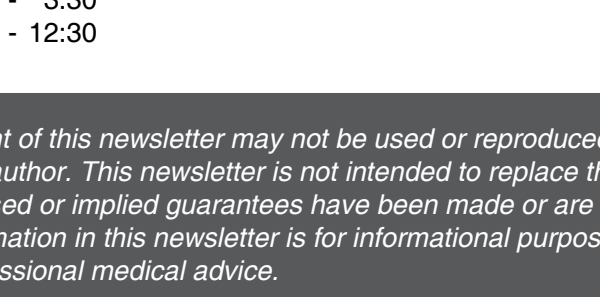 - 3:30
- 12:30
nt of this newsletter may not be used or reproduced
author. This newsletter is not intended to replace th
sed or implied guarantees have been made or are
mation in this newsletter is for informational purpos
essional medical advice.